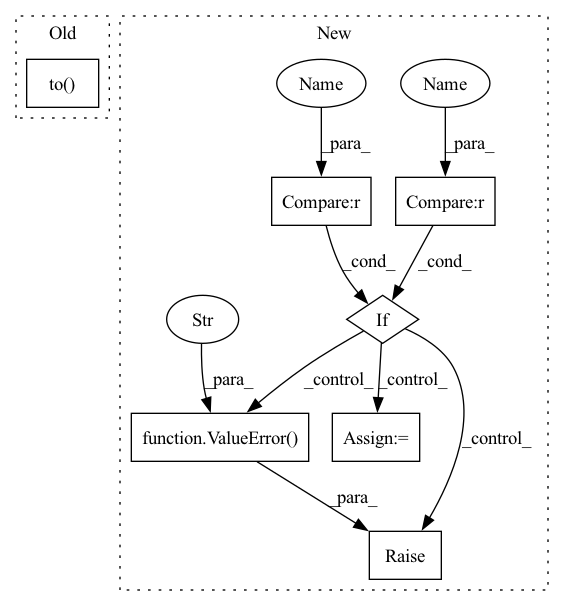 Old
New
to()
Name
Name
_para_
_para_
Compare:r
Compare:r
_cond_
_cond_
Str
If
_para_
_control_
_control_
function.ValueError()
Assign:=
_control_
_para_
Raise